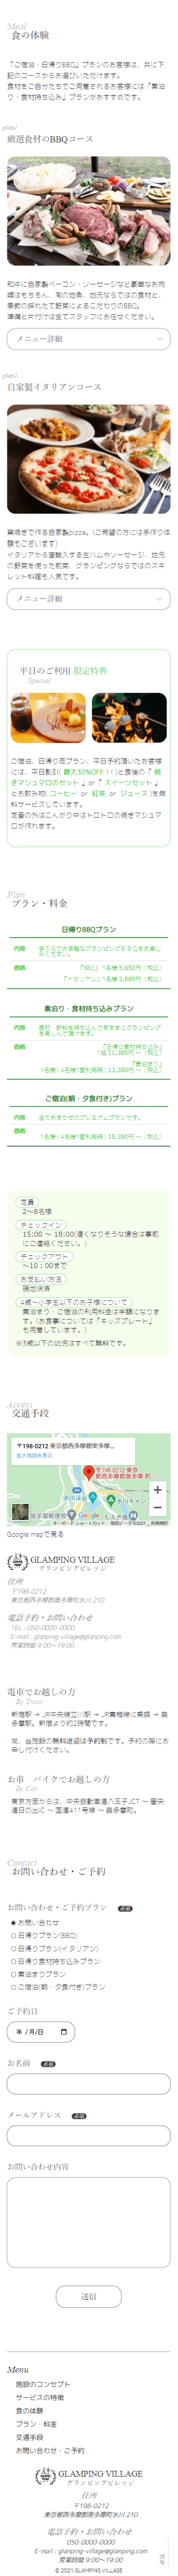 Meal
食の体験
「ご宿泊・日帰りBBQ」プランのお客様は、共に下
記のコースからお選びいただけます。
食材をご自分たちでご用意されるお客様には『素泊
り・食材持ち込み』プランがおすすめです。
plan1
厳選食材のBBQコース
和牛に自家製ベーコン・ソーセージなど豪華なお肉
類はもちろん、旬の地魚、地元ならではの食材と、
季節の採れたて野菜によるこだわりのBBQ。
準備と片付けは全てスタッフにお任せください。
メニュー詳細
plan2
自家製イタリアンコース
窯焼きで作る自家製pizza。(ご希望の方には手作り体
験もございます)
イタリアから直輸入する生ハムやソーセージ、地元
の野菜を使った前菜、グランピングならではのスキ
レット料理も人気です。
メニュー詳細
平日のご利用 限定特典
Special
ご宿泊、日帰り両プラン、平日予約頂いたお客様
には、平日割引( 最大30%OFF！! )と食後の『 焼
きマシュマロのセット 』or『 スイーツセット 』
とお飲み物( コーヒー or 紅茶 or ジュース )を無
料サービスしています。
定番の外はこんがり中はトロトロの焼きマシュマ
ロが作れます。
Plan
プラン・料金
日帰りBBQプラン
内容 手ぶらでお手軽なグランピングＢＢＱをお楽し
みください。
価格 『BBQ』 1名様 5,650円（税込）
『イタリアン』 1名様 3,880円（税込）
素泊り・食材持ち込みプラン
内容 食材、飲料を持ち込んで気ままにグランピング
を楽しんで頂けます。
価格 『日帰り食材持ち込み』
1組 11,380円 〜（税込）
『素泊まり』
1名様 ( 4名様1室利用時 ) 13,380円 〜（税込）
ご宿泊(朝・夕食付き)プラン
内容 全ておまかせのプレミアムプランです。
価格
1名様 ( 4名様1室利用時 ) 18,380円 〜（税込）
定員
2〜8名様
チェックイン
15:00 〜 18:00(遅くなりそうな場合は事前
にご連絡ください。)
チェックアウト
〜10：00まで
お支払い方法
現地決済
4歳〜小学生以下のお子様について
素泊まり・ご宿泊の利用料金は半額になりま
す。(お食事については『キッズプレート』
も用意しています。)
※3歳以下の幼児はすべて無料です。
Access
交通手段
〒198-0212 東京都西多摩郡奥多摩...
拡大地図を表示
〒198-0212 東京
都西多摩郡奥多摩町
氷川渓谷
氷川キャンプ
もえぎ橋
Google
キーボード ショートカット 地図データ ©2021 利用規約
Google mapで見る
GLAMPING VILLAGE
グランピングビレッジ
住所
〒198-0212
東京都西多摩郡奥多摩町氷川210
電話予約・お問い合わせ
TEL : 050-0000-0000
E-mail : glanping-village@glanping.com
営業時間 9:00〜19:00
電車でお越しの方
By Train
新宿駅 → JR中央線立川駅 → JR青梅線に乗換 → 奥
多摩駅。新宿より約2時間です。
尚、当施設の無料送迎は予約制です。予約の際にお
申し付けください。
お車・バイクでお越しの方
By Car
東京方面からは、中央自動車道八王子JCT 〜 圏央
道日の出IC 〜 国道411号線 〜 奥多摩町。
Contact
お問い合わせ・ご予約
お問い合わせ・ご予約プラン 必須
お問い合わせ
日帰りプラン(BBQ)
日帰りプラン(イタリアン)
日帰り食材持ち込みプラン
素泊まりプラン
ご宿泊(朝・夕食付き)プラン
ご予約日
年 /月/日
お名前 必須
メールアドレス 必須
お問い合わせ内容
送信
Menu
施設のコンセプト
サービスの特徴
食の体験
プラン・料金
交通手段
お問い合わせ・ご予約
GLAMPING VILLAGE
グランピングビレッジ
住所
〒198-0212
東京都西多摩郡奥多摩町氷川210
電話予約・お問い合わせ
050-0000-0000
E-mail : glanping-village@glanping.com
営業時間 9:00〜19:00
TOP
© 2021 GLAMPING VILLAGE